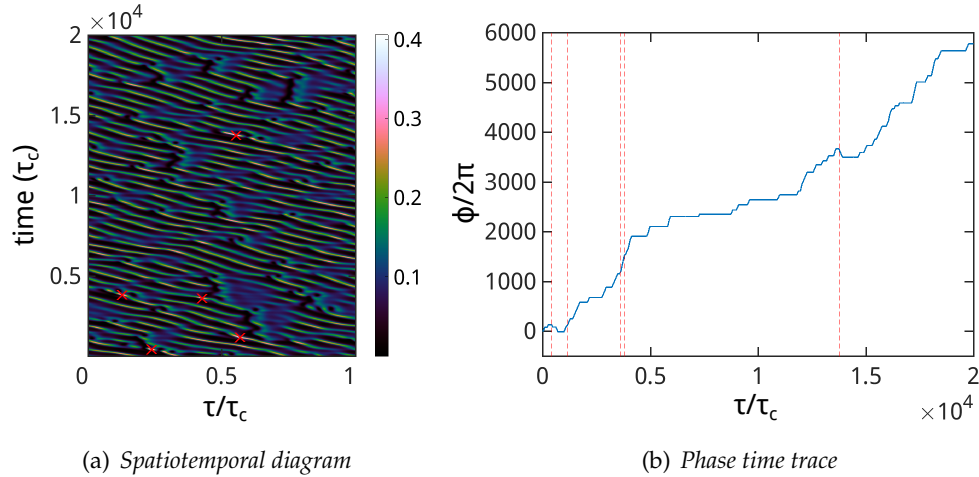 2 × 10⁴
1.5
1
0.5
time (τc)
0 0.5 1
τ/τc
0.4
0.3
0.2
0.1
(a) Spatiotemporal diagram
6000
5000
4000
3000
2000
1000
0
ϕ/2π
0 0.5 1 1.5 2
τ/τc
×10⁴
(b) Phase time trace